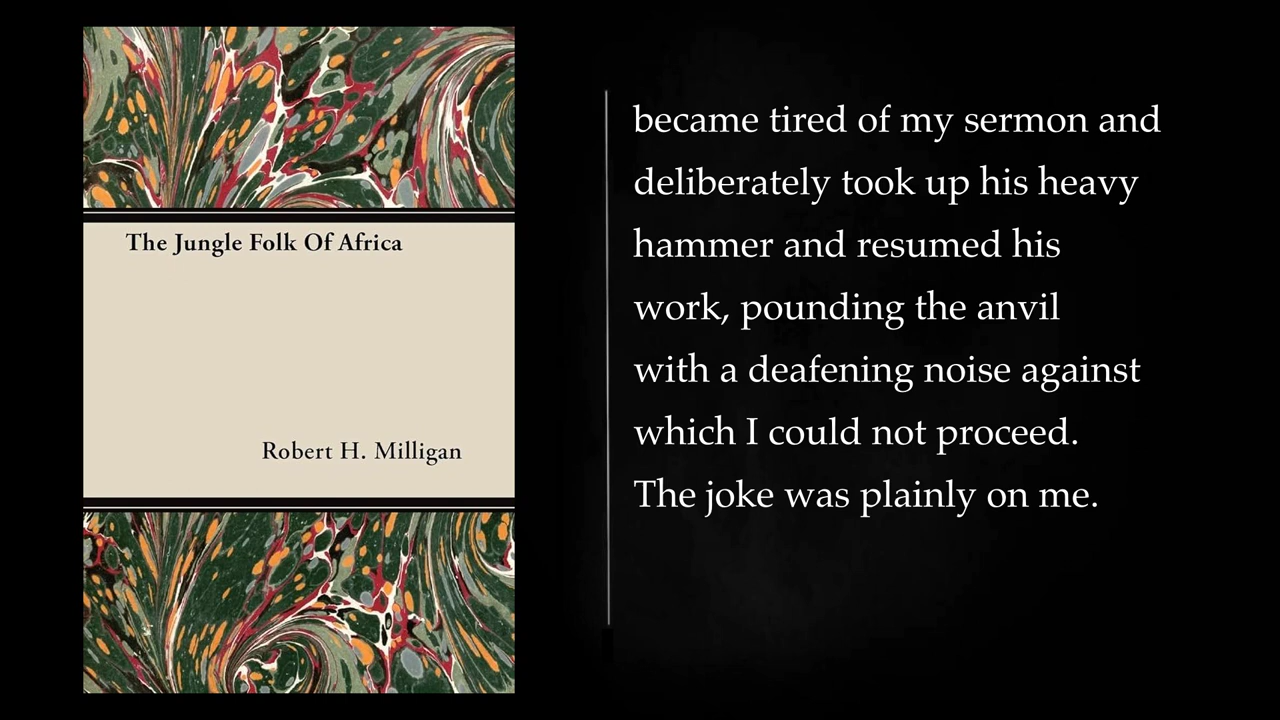 The Jungle Folk Of Africa
Robert H. Milligan
became tired of my sermon and
deliberately took up his heavy
hammer and resumed his
work, pounding the anvil
with a deafening noise against
which I could not proceed.
The joke was plainly on me.